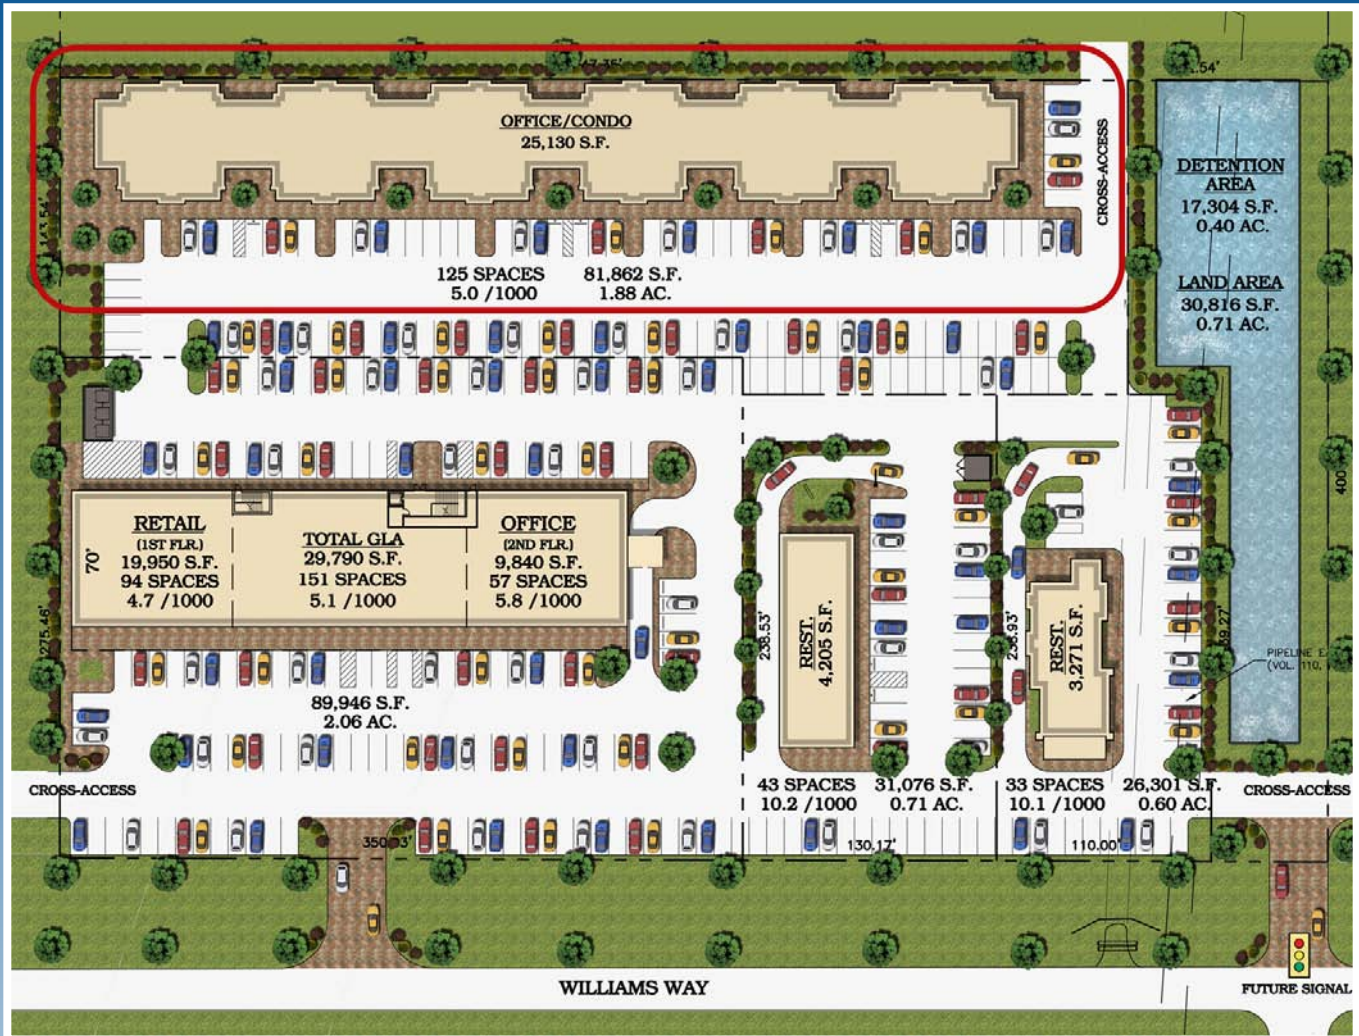 OFFICE/CONDO
25,130 S.F.
CROSS-ACCESS
125 SPACES 81,862 S.F.
5.0 /1000 1.88 AC.
DETENTION
AREA
17,304 S.F.
0.40 AC.
LAND AREA
30,816 S.F.
0.71 AC.
70'
RETAIL
(1ST FLR.)
19,950 S.F.
94 SPACES
4.7 /1000
TOTAL GLA
29,790 S.F.
151 SPACES
5.1 /1000
OFFICE
(2ND FLR.)
9,840 S.F.
57 SPACES
5.8 /1000
275.46'
89,946 S.F.
2.06 AC.
238.53'
REST.
4,205 S.F.
238.93'
REST.
3,271 S.F.
400
PIPELINE
(VOL. 110,
43 SPACES 31,076 S.F.
10.2 /1000 0.71 AC.
33 SPACES 26,301 S.F.
10.1 /1000 0.60 AC.
CROSS-ACCESS
CROSS-ACCESS
130.17'
110.00'
WILLIAMS WAY
FUTURE SIGNAL